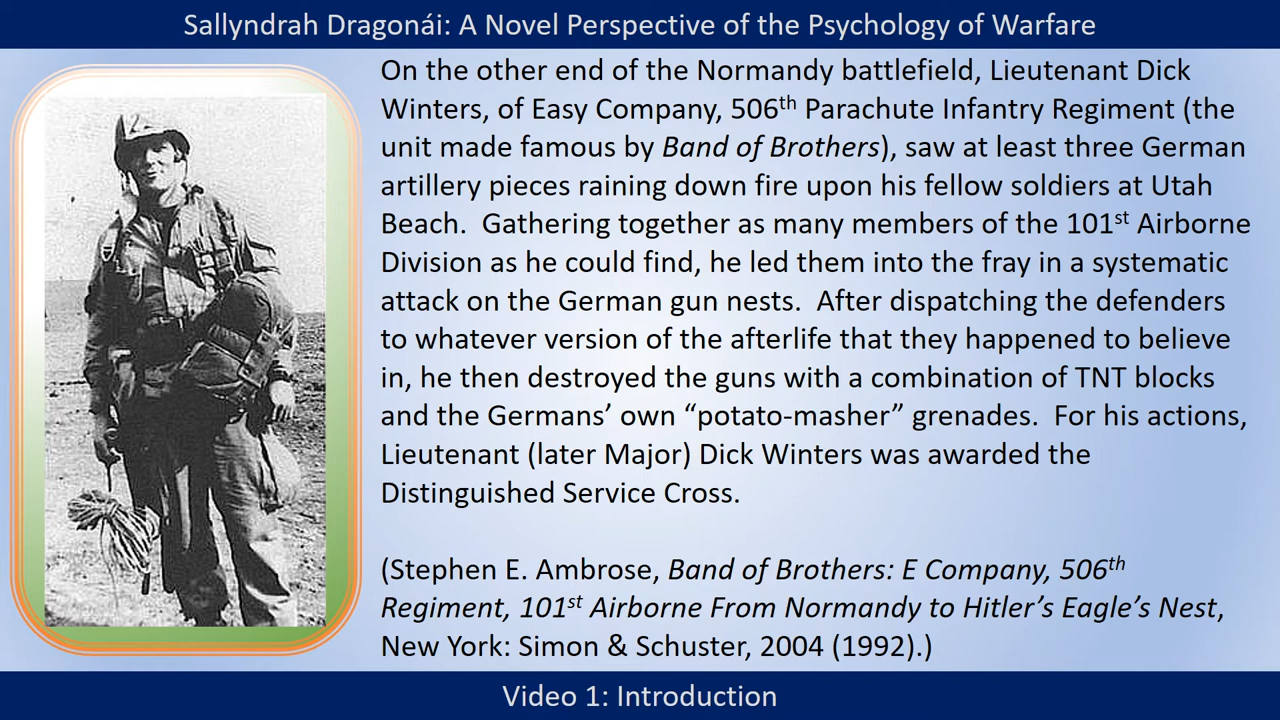 Sallyndrah Dragonái: A Novel Perspective of the Psychology of Warfare
On the other end of the Normandy battlefield, Lieutenant Dick
Winters, of Easy Company, 506th Parachute Infantry Regiment (the
unit made famous by Band of Brothers), saw at least three German
artillery pieces raining down fire upon his fellow soldiers at Utah
Beach.  Gathering together as many members of the 101st Airborne
Division as he could find, he led them into the fray in a systematic
attack on the German gun nests.  After dispatching the defenders
to whatever version of the afterlife that they happened to believe
in, he then destroyed the guns with a combination of TNT blocks
and the Germans’ own “potato-masher” grenades.  For his actions,
Lieutenant (later Major) Dick Winters was awarded the
Distinguished Service Cross.
(Stephen E. Ambrose, Band of Brothers: E Company, 506th
Regiment, 101st Airborne From Normandy to Hitler’s Eagle’s Nest,
New York: Simon & Schuster, 2004 (1992).)
Video 1: Introduction